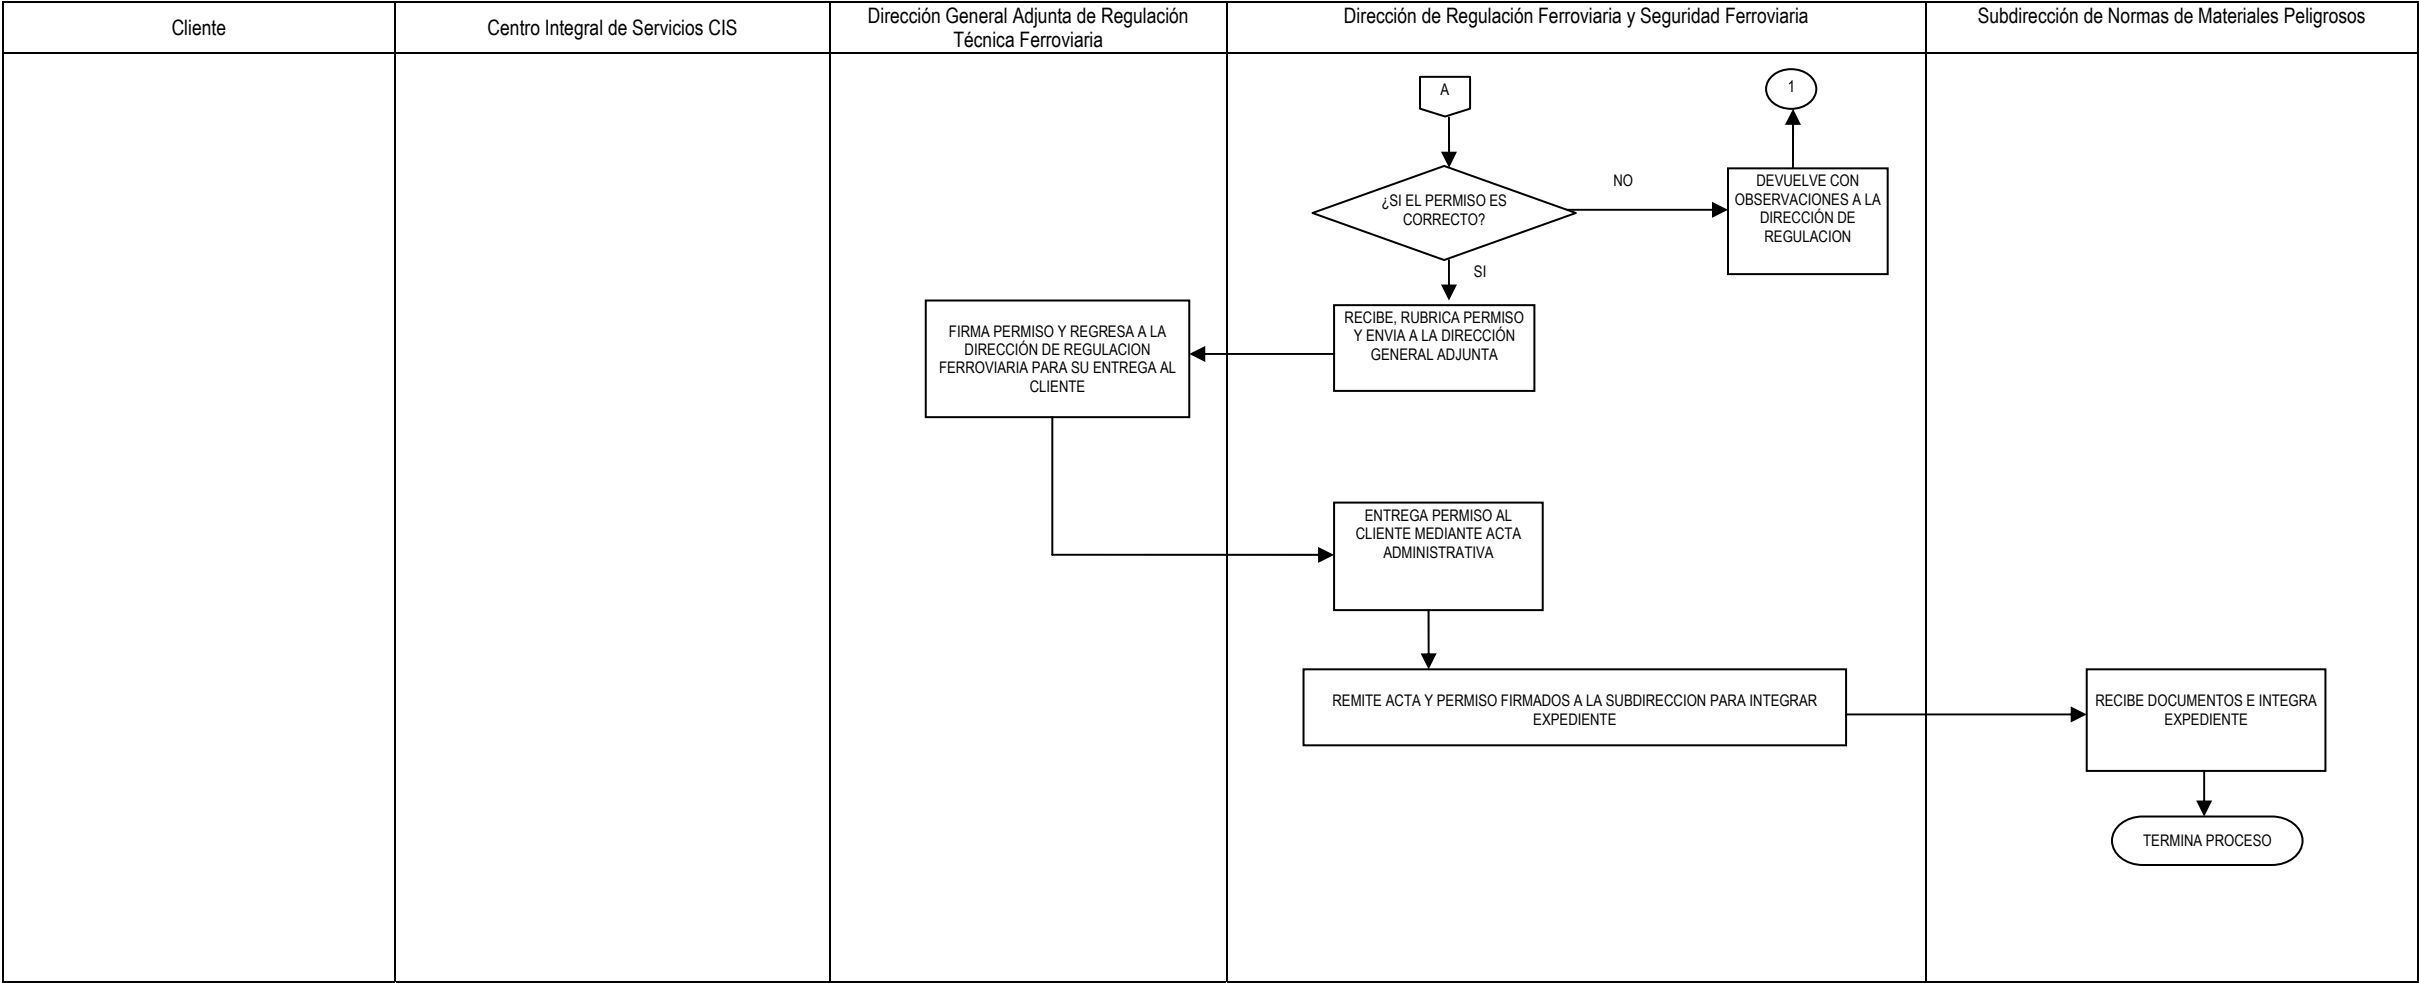 Cliente
Centro Integral de Servicios CIS
Dirección General Adjunta de Regulación
Técnica Ferroviaria
Dirección de Regulación Ferroviaria y Seguridad Ferroviaria
Subdirección de Normas de Materiales Peligrosos
A
1
¿SI EL PERMISO ES
CORRECTO?
NO
DEVUELVE CON
OBSERVACIONES A LA
DIRECCIÓN DE
REGULACION
SI
RECIBE, RUBRICA PERMISO
Y ENVIA A LA DIRECCIÓN
GENERAL ADJUNTA
FIRMA PERMISO Y REGRESA A LA
DIRECCIÓN DE REGULACION
FERROVIARIA PARA SU ENTREGA AL
CLIENTE
ENTREGA PERMISO AL
CLIENTE MEDIANTE ACTA
ADMINISTRATIVA
REMITE ACTA Y PERMISO FIRMADOS A LA SUBDIRECCION PARA INTEGRAR
EXPEDIENTE
RECIBE DOCUMENTOS E INTEGRA
EXPEDIENTE
TERMINA PROCESO